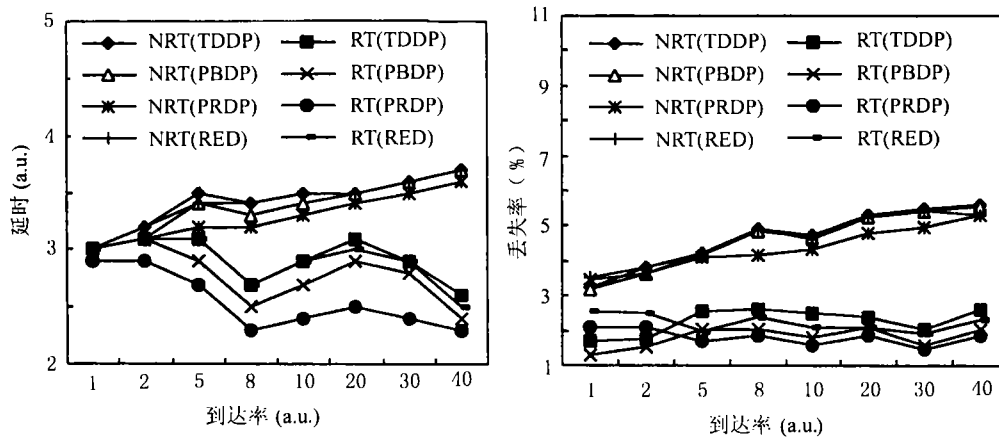 5
4
3
2
延时 (a.u.)
NRT(TDDP) RT(TDDP)
NRT(PBDP) RT(PBDP)
NRT(PRDP) RT(PRDP)
NRT(RED) RT(RED)
1 2 5 8 10 20 30 40
到达率 (a.u.)
11
9
7
5
3
1
丢失率 (%)
NRT(TDDP) RT(TDDP)
NRT(PBDP) RT(PBDP)
NRT(PRDP) RT(PRDP)
NRT(RED) RT(RED)
1 2 5 8 10 20 30 40
到达率 (a.u.)